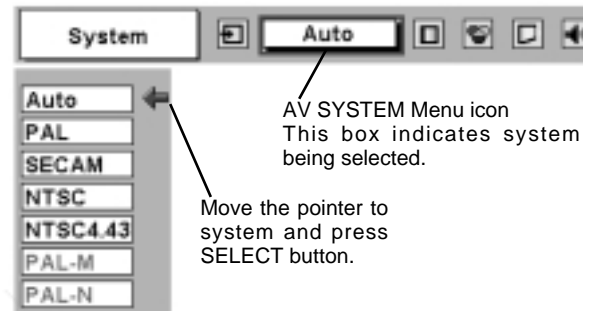 System
Auto
Auto
PAL
SECAM
NTSC
NTSC4.43
PAL-M
PAL-N
AV SYSTEM Menu icon
This box indicates system
being selected.
Move the pointer to
system and press
SELECT button.